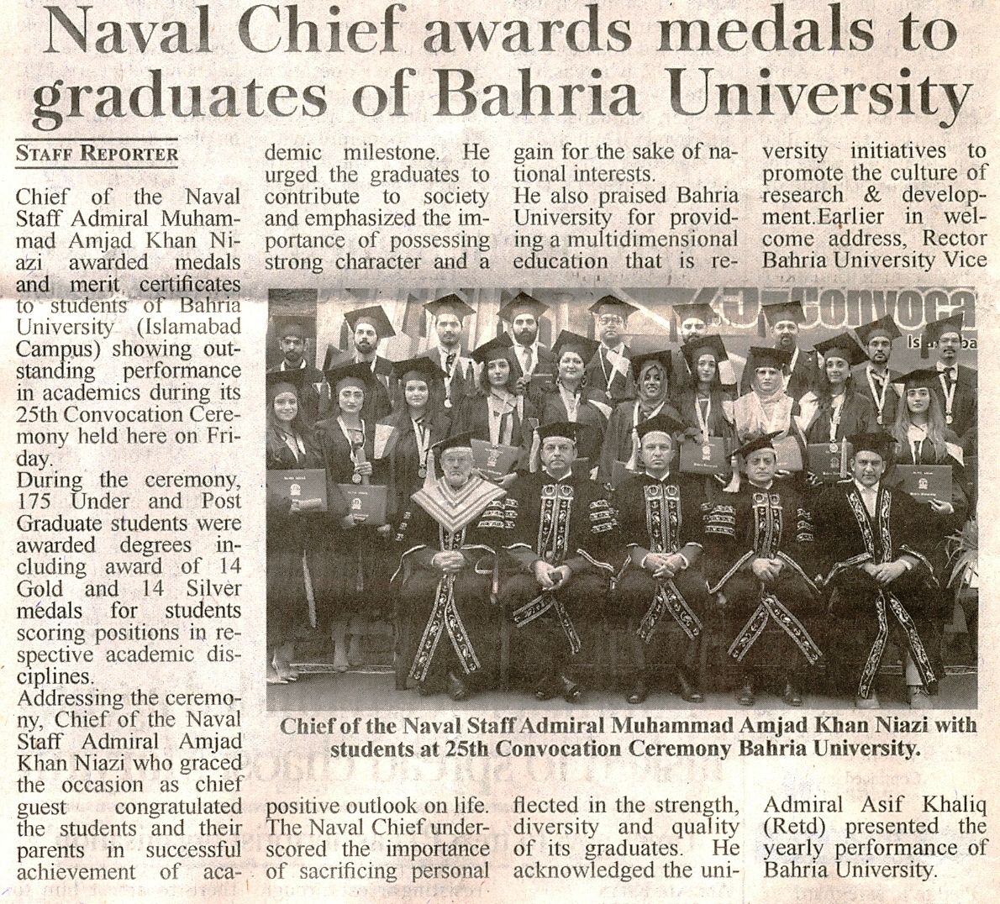 Naval Chief awards medals to
graduates of Bahria University
STAFF REPORTER
Chief of the Naval
Staff Admiral Muham-
mad Amjad Khan Ni-
azi awarded medals
and merit certificates
to students of Bahria
University (Islamabad
Campus) showing out-
standing performance
in academics during its
25th Convocation Cere-
mony held here on Fri-
day.
During the ceremony,
175 Under and Post
Graduate students were
awarded degrees in-
cluding award of 14
Gold and 14 Silver
medals for students
scoring positions in re-
spective academic dis-
ciplines.
Addressing the ceremo-
ny, Chief of the Naval
Staff Admiral Amjad
Khan Niazi who graced
the occasion as chief
guest congratulated
the students and their
parents in successful
achievement of aca-
demic milestone. He
urged the graduates to
contribute to society
and emphasized the im-
portance of possessing
strong character and a
positive outlook on life.
The Naval Chief under-
scored the importance
of sacrificing personal
gain for the sake of na-
tional interests.
He also praised Bahria
University for provid-
ing a multidimensional
education that is re-
flected in the strength,
diversity and quality
of its graduates. He
acknowledged the uni-
versity initiatives to
promote the culture of
research & develop-
ment.Earlier in wel-
come address, Rector
Bahria University Vice
Admiral Asif Khaliq
(Retd) presented the
yearly performance of
Bahria University.
Convoca
Chief of the Naval Staff Admiral Muhammad Amjad Khan Niazi with
students at 25th Convocation Ceremony Bahria University.